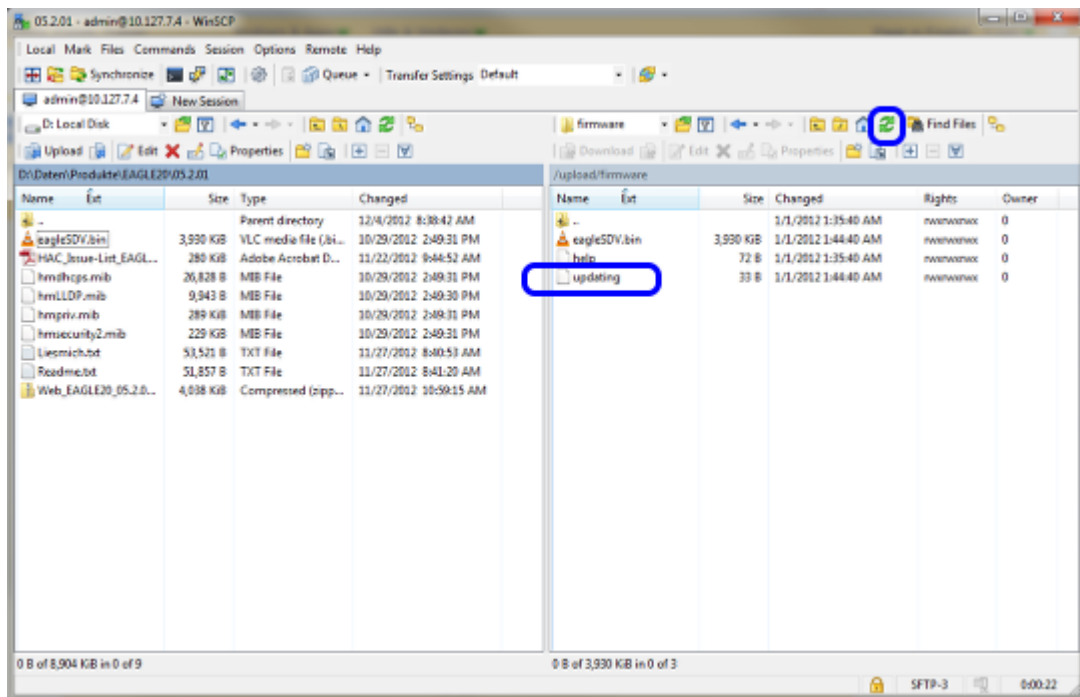 05.2.01 - admin@10.127.7.4 - WinSCP
Local Mark Files Commands Session Options Remote Help
Synchronize Queue Transfer Settings Default
admin@10.127.7.4 New Session
D: Local Disk firmware Find Files
Upload Edit Properties Download Edit Properties
D:\Daten\Produkte\EAGLE20\05.2.01 /upload/firmware
Name Ext Size Type Changed Name Ext Size Changed Rights Owner
.. Parent directory 12/4/2012 8:38:42 AM .. 1/1/2012 1:35:40 AM rwxrwxrwx 0
eagleSDV.bin 3,930 KiB VLC media file (.bi... 10/29/2012 2:49:31 PM eagleSDV.bin 3,930 KiB 1/1/2012 1:44:40 AM rwxrwxrwx 0
HAC_Issue-List_EAGL... 280 KiB Adobe Acrobat D... 11/22/2012 9:44:52 AM help 72 B 1/1/2012 1:35:40 AM rwxrwxrwx 0
hmdhcps.mib 26,828 B MIB File 10/29/2012 2:49:31 PM updating 33 B 1/1/2012 1:44:40 AM rwxrwxrwx 0
hmLLDP.mib 9,943 B MIB File 10/29/2012 2:49:30 PM
hmpriv.mib 289 KiB MIB File 10/29/2012 2:49:31 PM
hmsecurity2.mib 229 KiB MIB File 10/29/2012 2:49:31 PM
Liesmich.txt 53,521 B TXT File 11/27/2012 8:40:53 AM
Readme.txt 51,857 B TXT File 11/27/2012 8:41:20 AM
Web_EAGLE20_05.2.0... 4,038 KiB Compressed (zipp... 11/27/2012 10:59:15 AM
0 B of 8,904 KiB in 0 of 9 0 B of 3,930 KiB in 0 of 3
SFTP-3 0:00:22